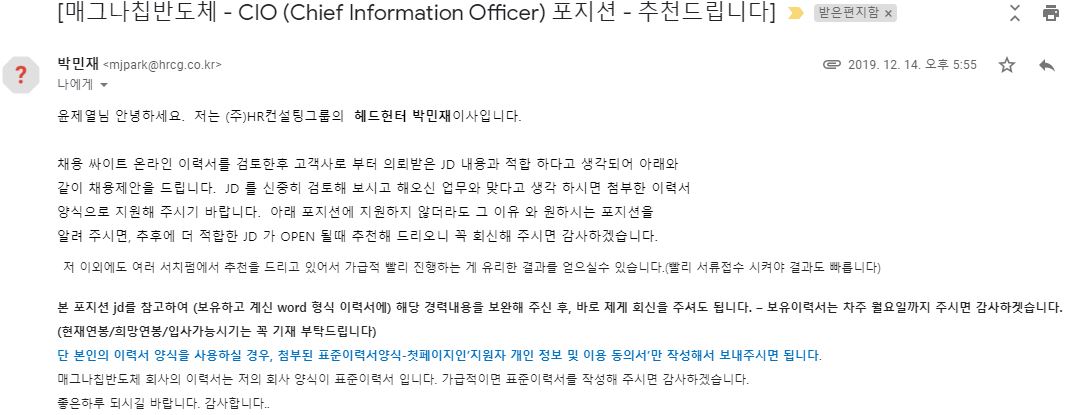 [매그나칩반도체 - CIO (Chief Information Officer) 포지션 - 추천드립니다] 받은편지함 ×
박민재 <mjpark@hrcg.co.kr> 2019. 12. 14. 오후 5:55
나에게
윤제열님 안녕하세요. 저는 (주)HR컨설팅그룹의 헤드헌터 박민재이사입니다.
채용 싸이트 온라인 이력서를 검토한후 고객사로 부터 의뢰받은 JD 내용과 적합 하다고 생각되어 아래와
같이 채용제안을 드립니다. JD 를 신중히 검토해 보시고 해오신 업무와 맞다고 생각 하시면 첨부한 이력서
양식으로 지원해 주시기 바랍니다. 아래 포지션에 지원하지 않더라도 그 이유 와 원하시는 포지션을
알려 주시면, 추후에 더 적합한 JD 가 OPEN 될때 추천해 드리오니 꼭 회신해 주시면 감사하겠습니다.
저 이외에도 여러 서치펌에서 추천을 드리고 있어서 가급적 빨리 진행하는 게 유리한 결과를 얻으실수 있습니다.(빨리 서류접수 시켜야 결과도 빠릅니다)
본 포지션 jd를 참고하여 (보유하고 계신 word 형식 이력서에) 해당 경력내용을 보완해 주신 후, 바로 제게 회신을 주셔도 됩니다. – 보유이력서는 차주 월요일까지 주시면 감사하겟습니다.
(현재연봉/희망연봉/입사가능시기는 꼭 기재 부탁드립니다)
단 본인의 이력서 양식을 사용하실 경우, 첨부된 표준이력서양식-첫페이지인'지원자 개인 정보 및 이용 동의서'만 작성해서 보내주시면 됩니다.
매그나칩반도체 회사의 이력서는 저의 회사 양식이 표준이력서 입니다. 가급적이면 표준이력서를 작성해 주시면 감사하겠습니다.
좋은하루 되시길 바랍니다. 감사합니다..